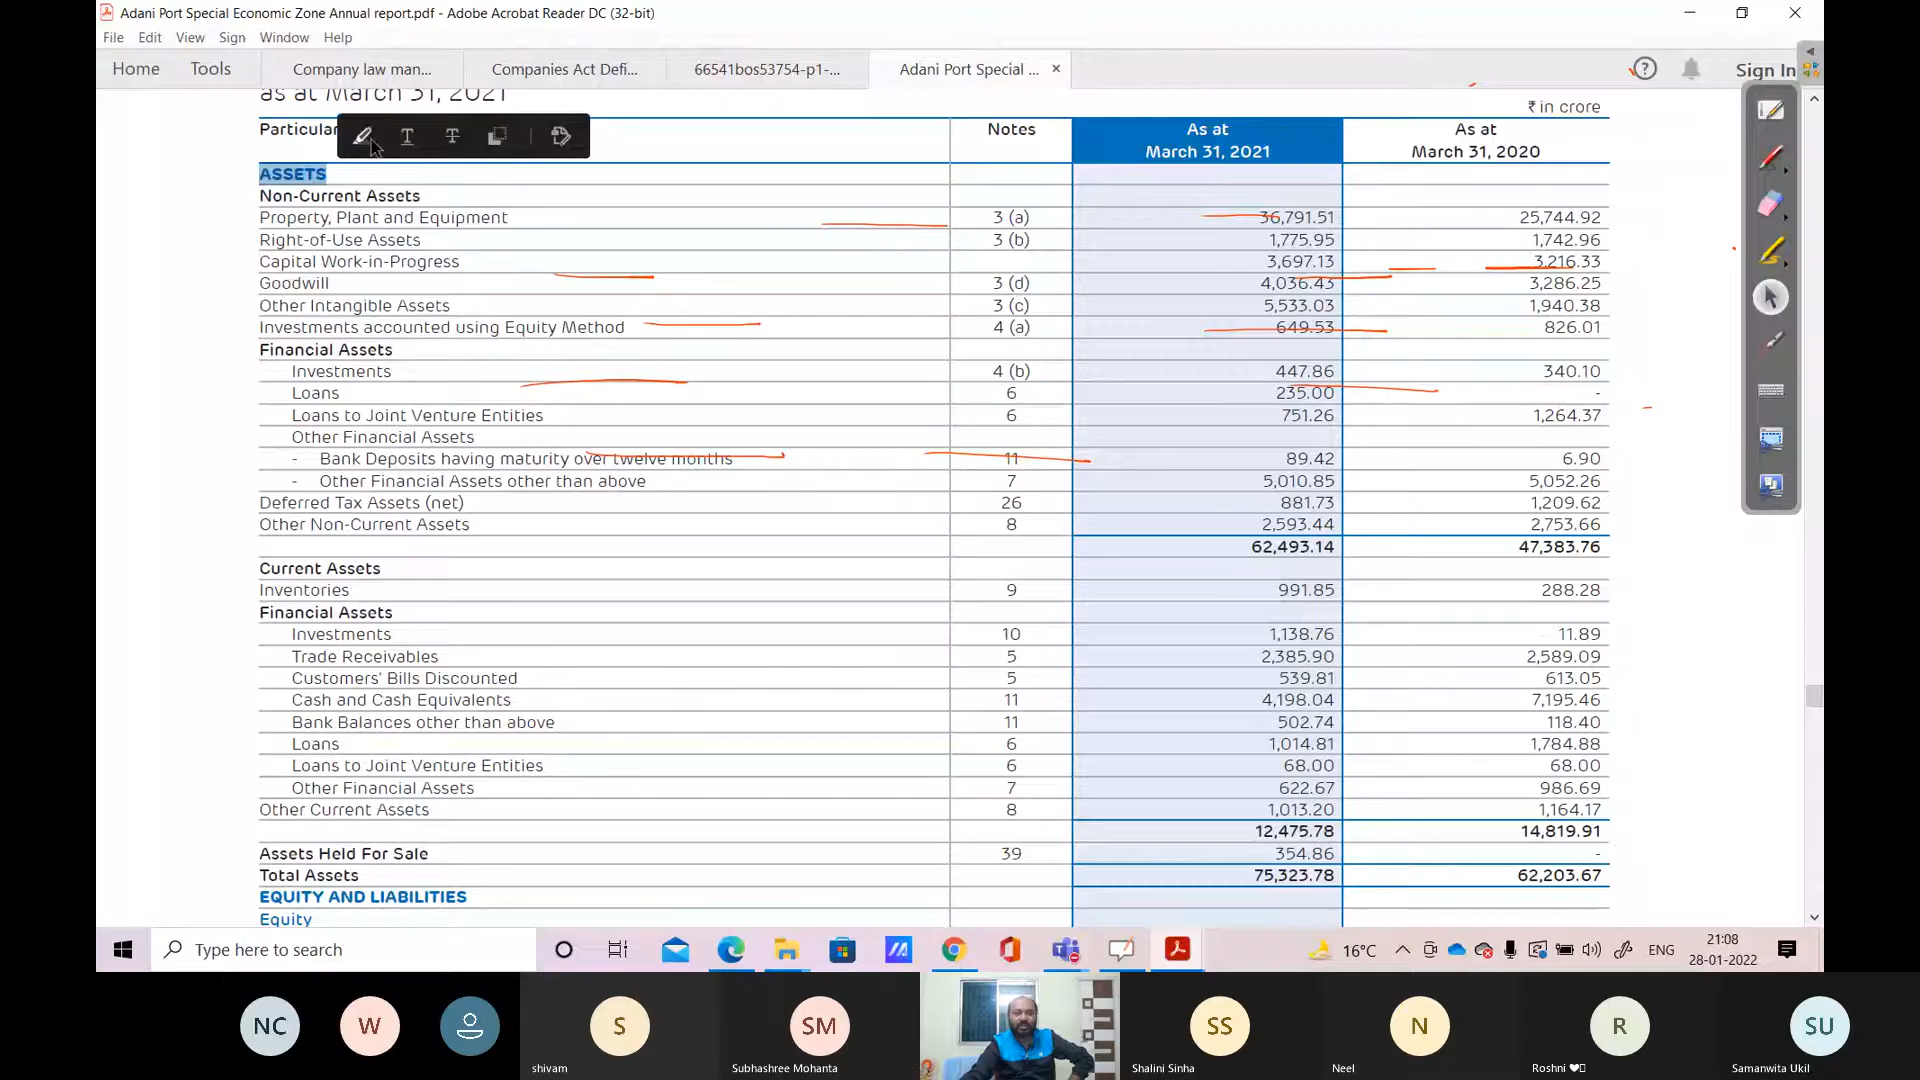 Adani Port Special Economic Zone Annual report.pdf - Adobe Acrobat Reader DC (32-bit)
File Edit View Sign Window Help
Home Tools Company law man... Companies Act Defi... 66541bos53754-p1-... Adani Port Special ... × Sign In
as at March 31, 2021
₹ in crore
Particular Notes As at March 31, 2021 As at March 31, 2020
ASSETS
Non-Current Assets
Property, Plant and Equipment 3 (a) 36,791.51 25,744.92
Right-of-Use Assets 3 (b) 1,775.95 1,742.96
Capital Work-in-Progress 3,697.13 3,216.33
Goodwill 3 (d) 4,036.43 3,286.25
Other Intangible Assets 3 (c) 5,533.03 1,940.38
Investments accounted using Equity Method 4 (a) 649.53 826.01
Financial Assets
Investments 4 (b) 447.86 340.10
Loans 6 235.00 -
Loans to Joint Venture Entities 6 751.26 1,264.37
Other Financial Assets
- Bank Deposits having maturity over twelve months 11 89.42 6.90
- Other Financial Assets other than above 7 5,010.85 5,052.26
Deferred Tax Assets (net) 26 881.73 1,209.62
Other Non-Current Assets 8 2,593.44 2,753.66
62,493.14 47,383.76
Current Assets
Inventories 9 991.85 288.28
Financial Assets
Investments 10 1,138.76 11.89
Trade Receivables 5 2,385.90 2,589.09
Customers' Bills Discounted 5 539.81 613.05
Cash and Cash Equivalents 11 4,198.04 7,195.46
Bank Balances other than above 11 502.74 118.40
Loans 6 1,014.81 1,784.88
Loans to Joint Venture Entities 6 68.00 68.00
Other Financial Assets 7 622.67 986.69
Other Current Assets 8 1,013.20 1,164.17
12,475.78 14,819.91
Assets Held For Sale 39 354.86 -
Total Assets 75,323.78 62,203.67
EQUITY AND LIABILITIES
Equity
Type here to search 16°C ENG 21:08
28-01-2022
NC W S SM SS N R SU
shivam Subhashree Mohanta Shalini Sinha Neel Roshni ❤ Samanwita Ukil